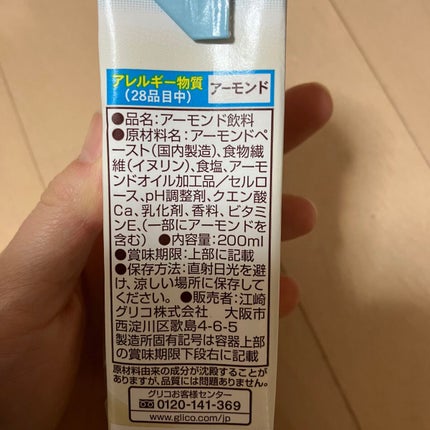 アレルギー物質
(28品目中)
アーモンド
●品名:アーモンド飲料
●原材料名:アーモンドペ
ースト(国内製造)、食物繊
維(イヌリン)、食塩、アーモ
ンドオイル加工品/セルロ
ース、pH調整剤、クエン酸
Ca、乳化剤、香料、ビタミ
ンE、(一部にアーモンドを
含む) ●内容量:200ml
●賞味期限:上部に記載
●保存方法:直射日光を避
け、涼しい場所に保存して
ください。 ●販売者:江崎
グリコ株式会社 大阪市
西淀川区歌島4-6-5
製造所固有記号は容器上部
の賞味期限下段右に記載
原材料由来の成分が沈殿することが
ありますが、品質には問題ありません。
グリコお客様センター
0120-141-369
www.glico.com/